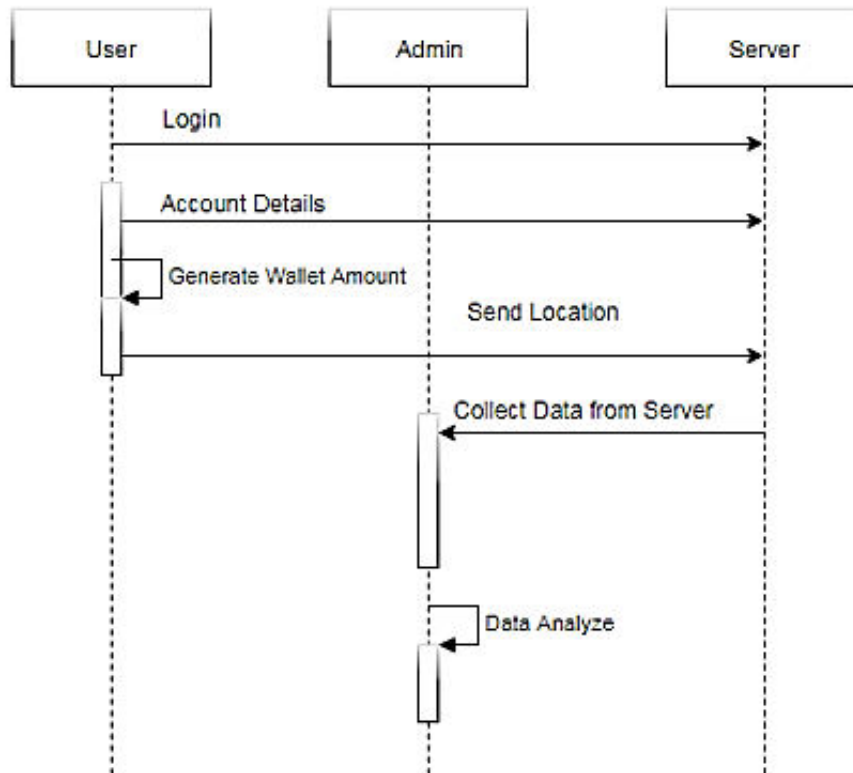 User
Admin
Server
Login
Account Details
Generate Wallet Amount
Send Location
Collect Data from Server
Data Analyze